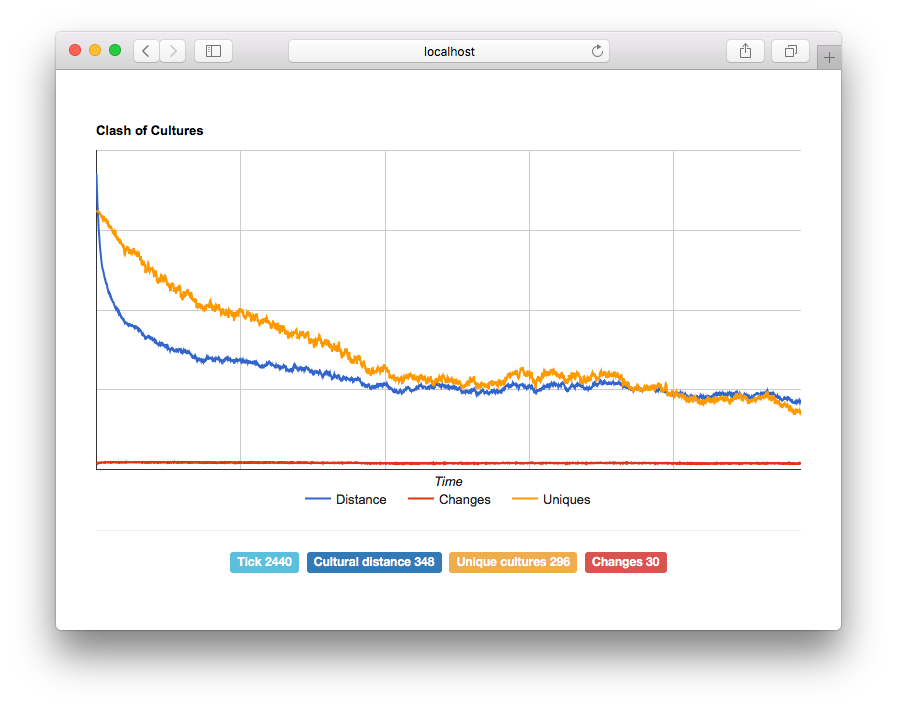 localhost
Clash of Cultures
Time
Distance Changes Uniques
Tick 2440 Cultural distance 348 Unique cultures 296 Changes 30